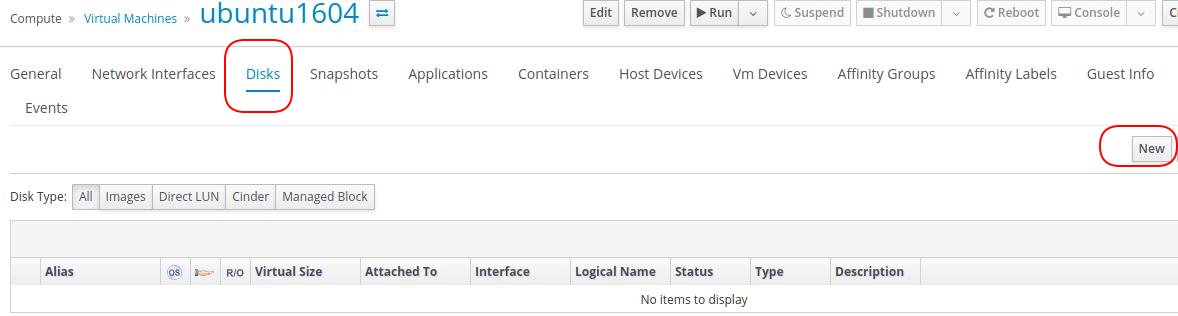 Compute » Virtual Machines » ubuntu1604 Edit Remove Run Suspend Shutdown Reboot Console
General Network Interfaces Disks Snapshots Applications Containers Host Devices Vm Devices Affinity Groups Affinity Labels Guest Info
Events
New
Disk Type: All Images Direct LUN Cinder Managed Block
Alias OS R/O Virtual Size Attached To Interface Logical Name Status Type Description
No items to display